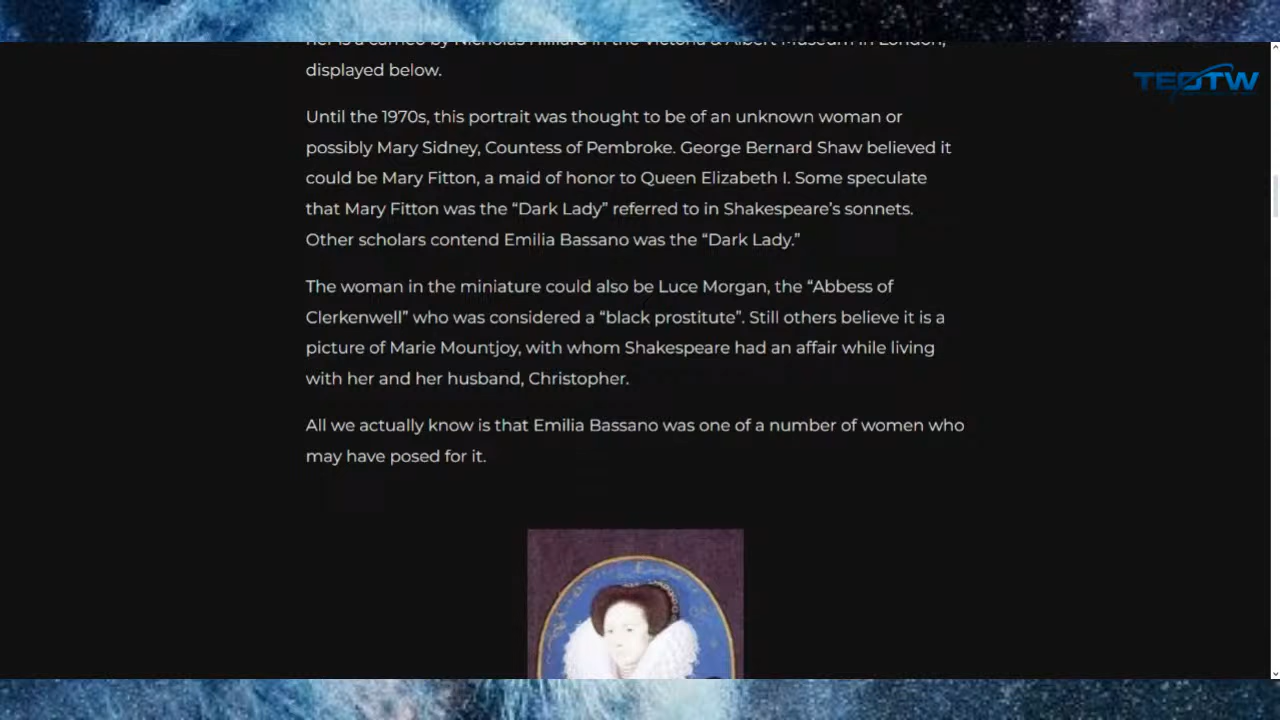 her is a cameo by Nicholas Hilliard in the Victoria & Albert Museum in London,
displayed below.
TEOTW
Until the 1970s, this portrait was thought to be of an unknown woman or
possibly Mary Sidney, Countess of Pembroke. George Bernard Shaw believed it
could be Mary Fitton, a maid of honor to Queen Elizabeth I. Some speculate
that Mary Fitton was the “Dark Lady” referred to in Shakespeare’s sonnets.
Other scholars contend Emilia Bassano was the “Dark Lady.”
The woman in the miniature could also be Luce Morgan, the “Abbess of
Clerkenwell” who was considered a “black prostitute”. Still others believe it is a
picture of Marie Mountjoy, with whom Shakespeare had an affair while living
with her and her husband, Christopher.
All we actually know is that Emilia Bassano was one of a number of women who
may have posed for it.